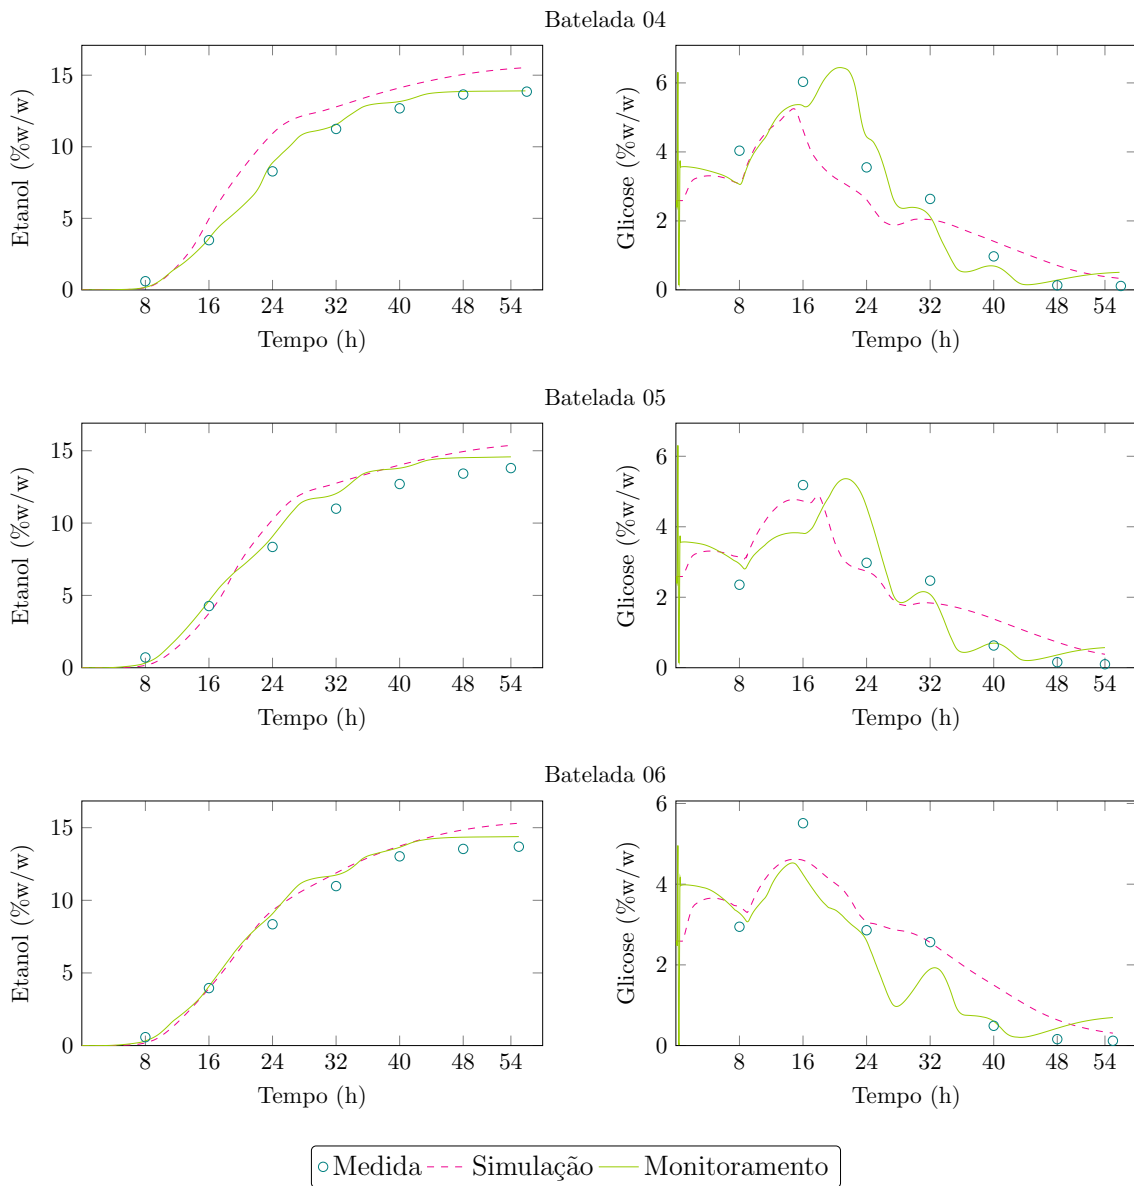 Batelada 04
Etanol (%w/w)
15
10
5
0
8 16 24 32 40 48 54
Tempo (h)
Glicose (%w/w)
6
4
2
0
8 16 24 32 40 48 54
Tempo (h)
Batelada 05
Etanol (%w/w)
15
10
5
0
8 16 24 32 40 48 54
Tempo (h)
Glicose (%w/w)
6
4
2
0
8 16 24 32 40 48 54
Tempo (h)
Batelada 06
Etanol (%w/w)
15
10
5
0
8 16 24 32 40 48 54
Tempo (h)
Glicose (%w/w)
6
4
2
0
8 16 24 32 40 48 54
Tempo (h)
Medida Simulação Monitoramento